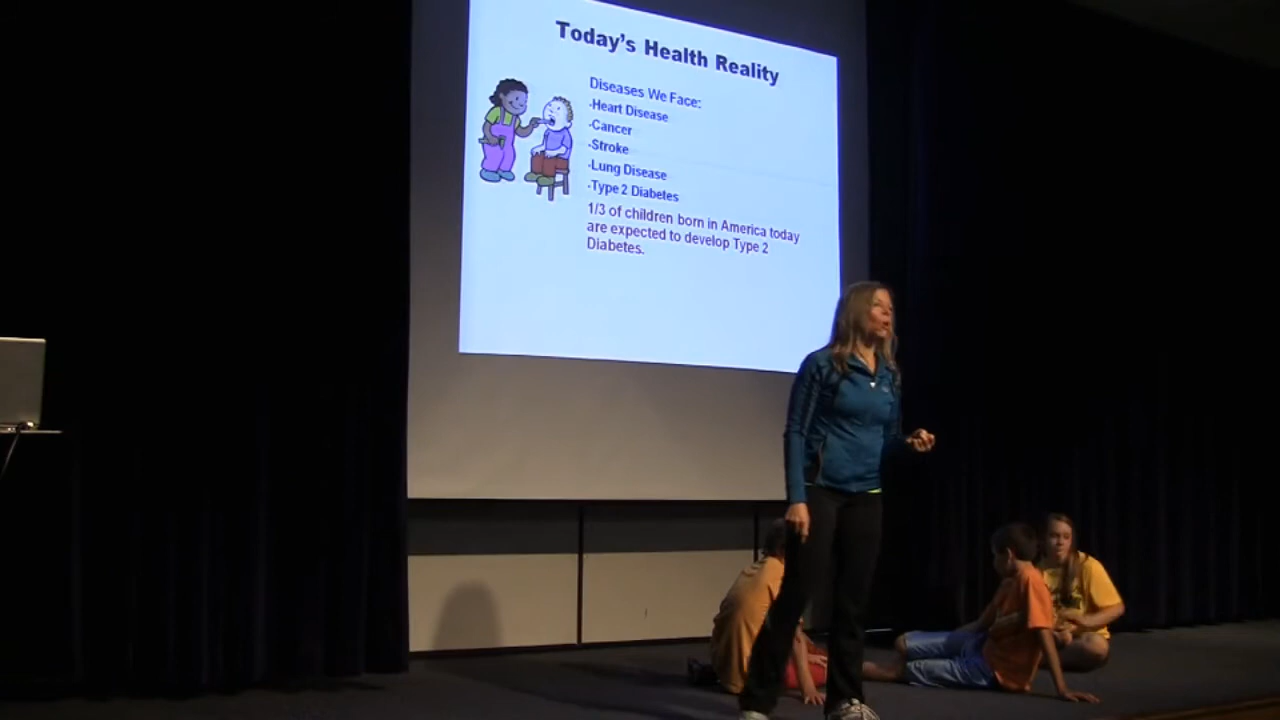 Today's Health Reality
Diseases We Face:
-Heart Disease
-Cancer
-Stroke
-Lung Disease
-Type 2 Diabetes
1/3 of children born in America today
are expected to develop Type 2
Diabetes.